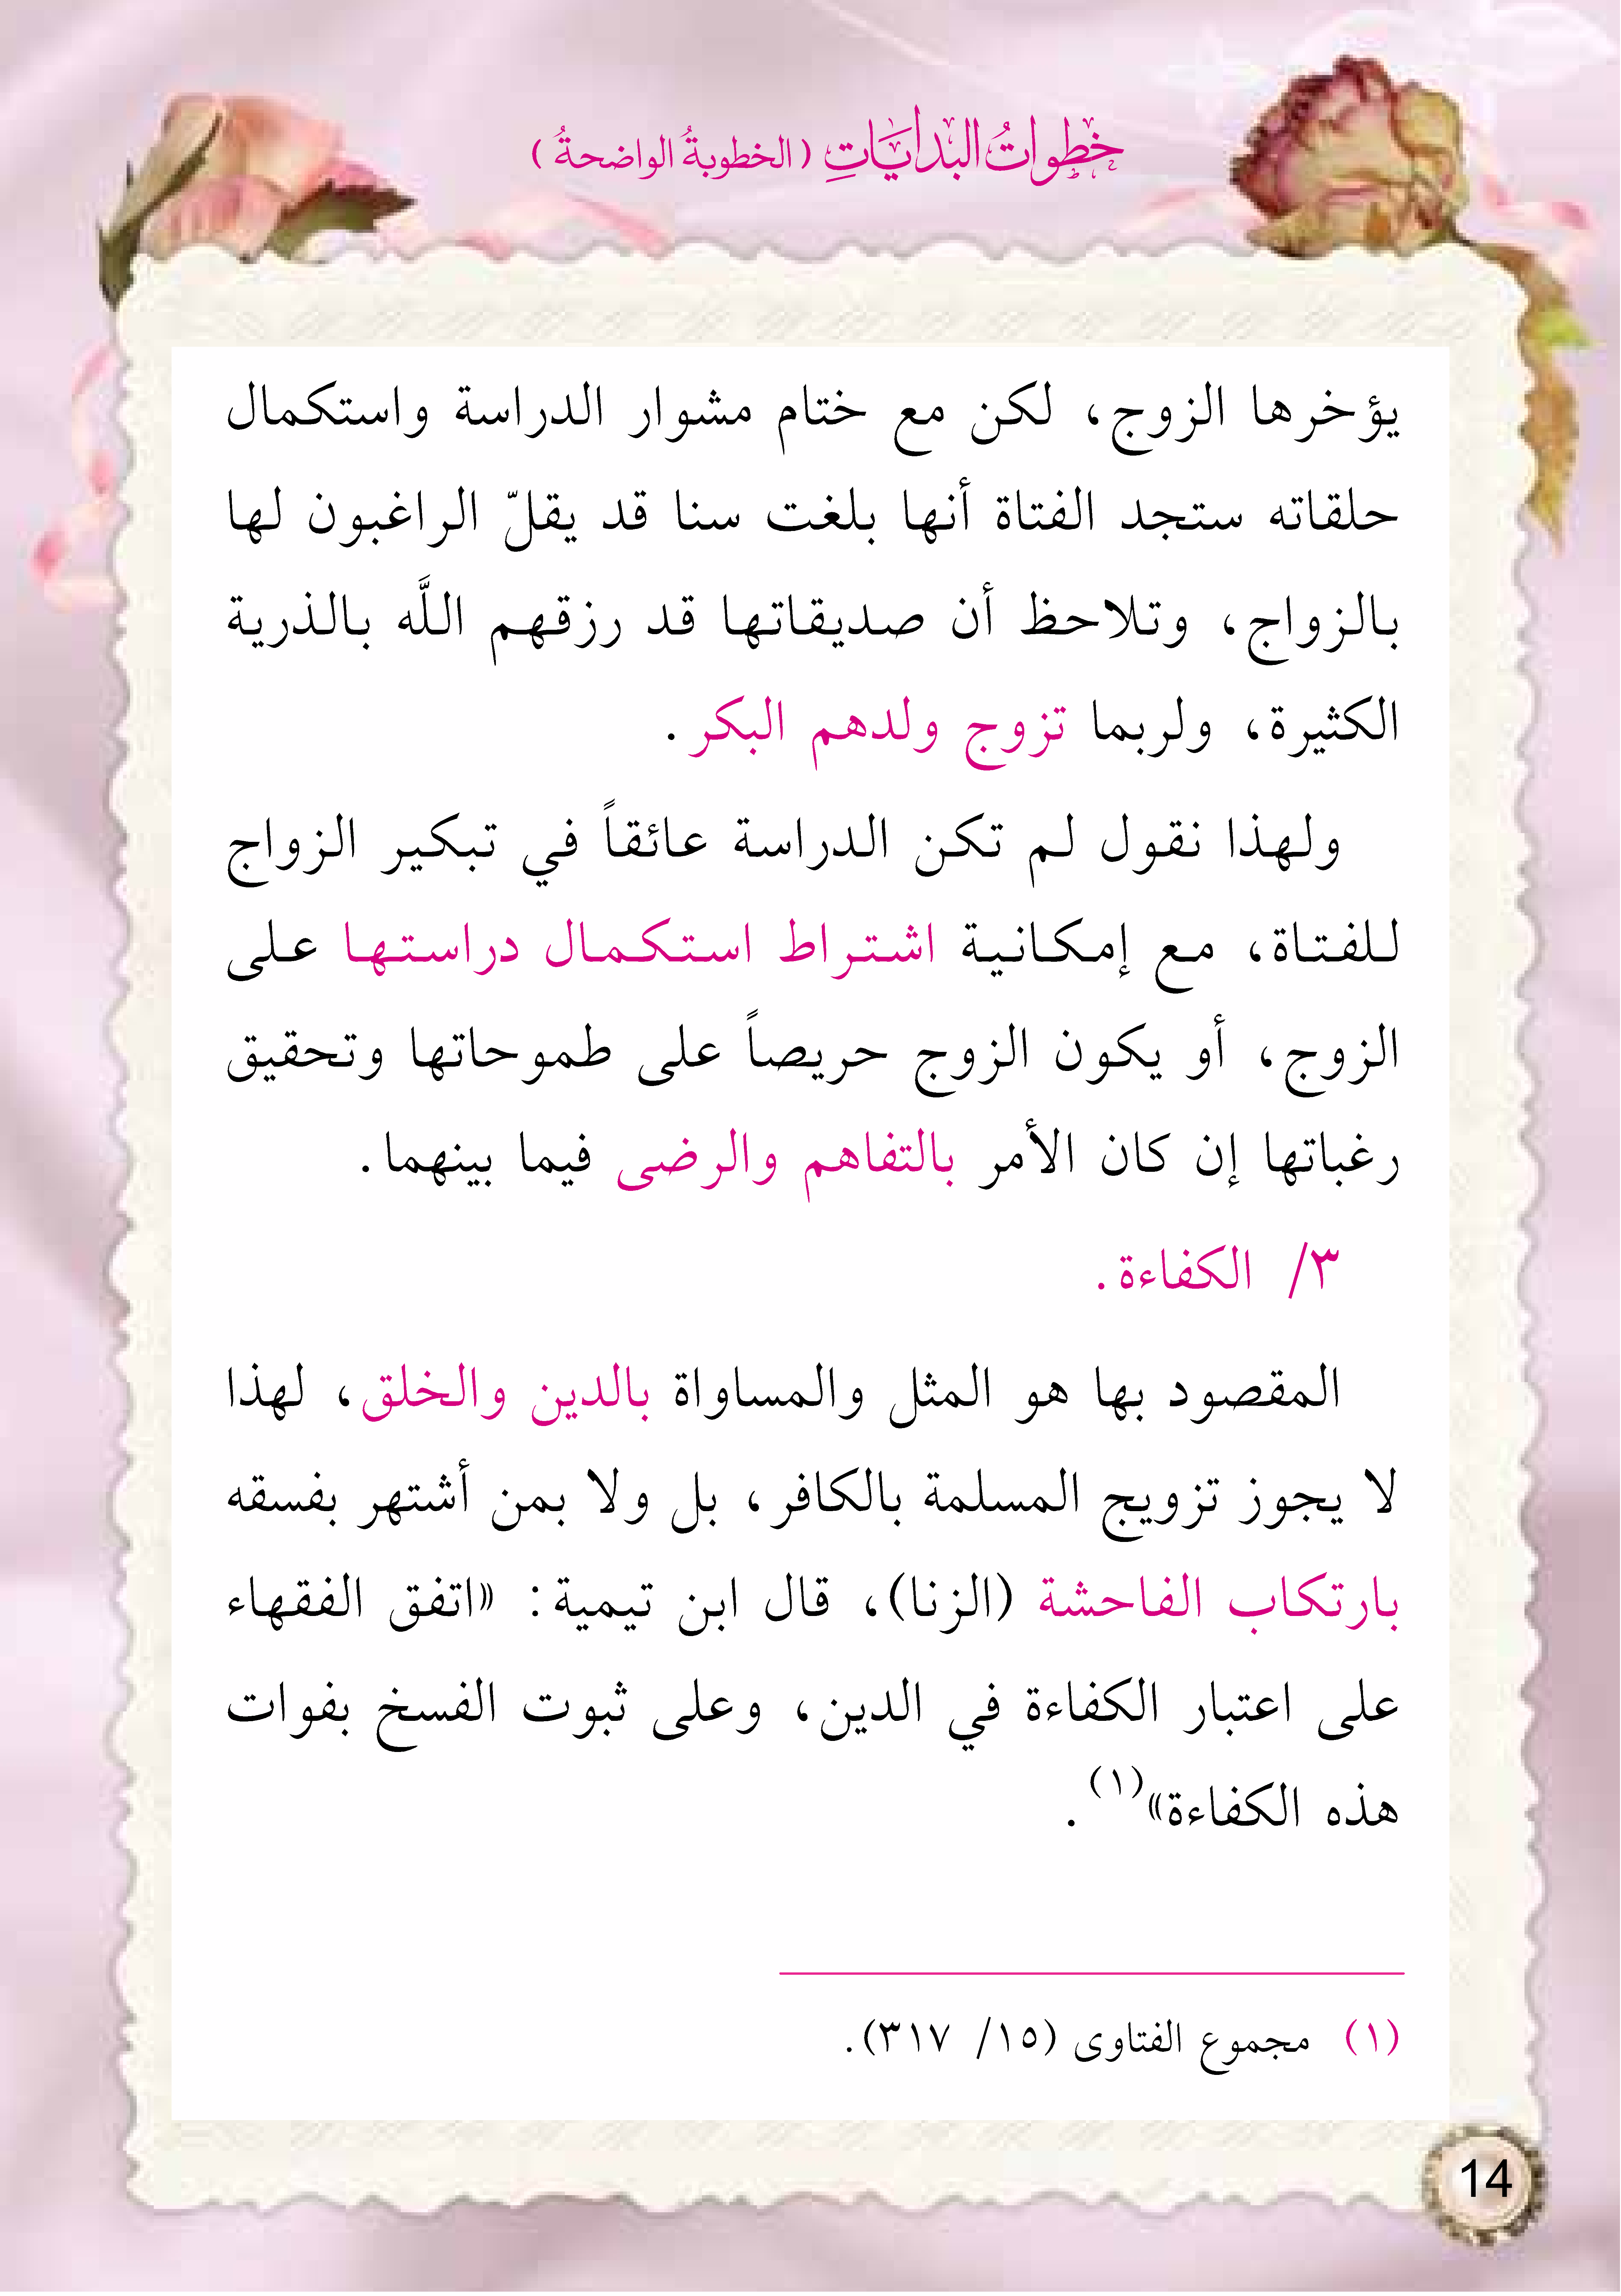 خطوات البدايات (الخطوبة الواضحة)
يؤخرها الزوج، لكن مع ختام مشوار الدراسة واستكمال
حلقاته ستجد الفتاة أنها بلغت سنا قد يقلّ الراغبون لها
بالزواج، وتلاحظ أن صديقاتها قد رزقهم اللَّه بالذرية
الكثيرة، ولربما تزوج ولدهم البكر.
ولهذا نقول لم تكن الدراسة عائقاً في تبكير الزواج
للفتاة، مع إمكانية اشتراط استكمال دراستها على
الزوج، أو يكون الزوج حريصاً على طموحاتها وتحقيق
رغباتها إن كان الأمر بالتفاهم والرضى فيما بينهما.
٣/ الكفاءة.
المقصود بها هو المثل والمساواة بالدين والخلق، لهذا
لا يجوز تزويج المسلمة بالكافر، بل ولا بمن أشتهر بفسقه
بارتكاب الفاحشة (الزنا)، قال ابن تيمية: «اتفق الفقهاء
على اعتبار الكفاءة في الدين، وعلى ثبوت الفسخ بفوات
هذه الكفاءة»(١).
(١) مجموع الفتاوى (١٥/ ٣١٧).
14